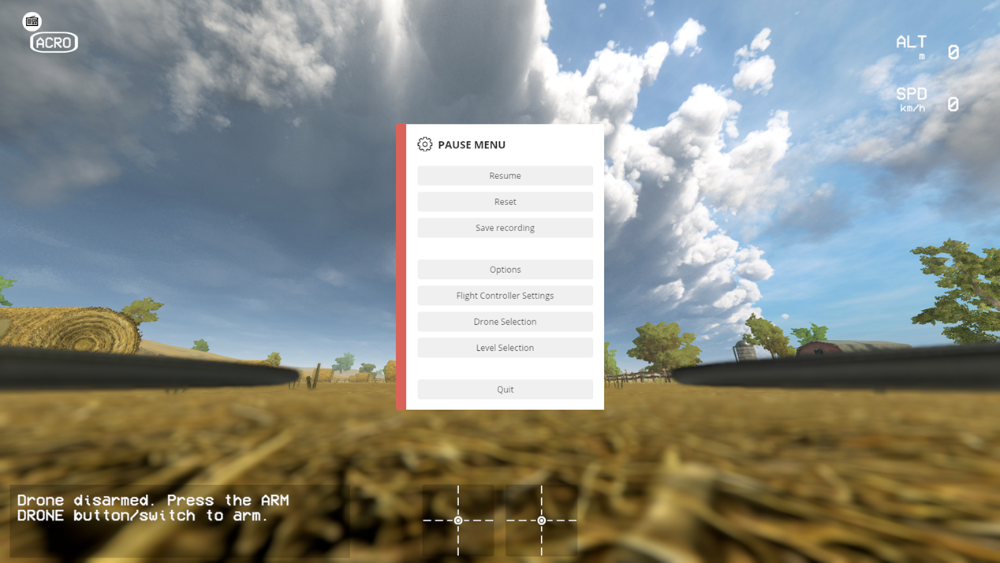 ACRO
ALT
m
0
SPD
km/h
0
PAUSE MENU
Resume
Reset
Save recording
Options
Flight Controller Settings
Drone Selection
Level Selection
Quit
Drone disarmed. Press the ARM
DRONE button/switch to arm.